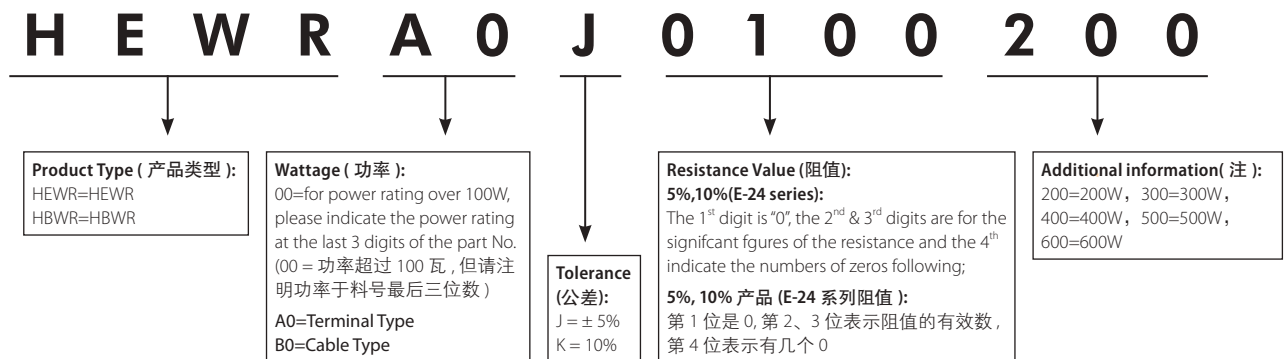 H E W R A 0 J 0 1 0 0 2 0 0
Product Type ( 产品类型 ):
HEWR=HEWR
HBWR=HBWR
Wattage ( 功率 ):
00=for power rating over 100W,
please indicate the power rating
at the last 3 digits of the part No.
(00 = 功率超过 100 瓦 , 但请注
明功率于料号最后三位数 )
A0=Terminal Type
B0=Cable Type
Tolerance
(公差):
J = ± 5%
K = 10%
Resistance Value (阻值):
5%,10%(E-24 series):
The 1st digit is "0", the 2nd & 3rd digits are for the
signifcant fgures of the resistance and the 4th
indicate the numbers of zeros following;
5%, 10% 产品 (E-24 系列阻值 ):
第 1 位是 0, 第 2、3 位表示阻值的有效数 ,
第 4 位表示有几个 0
Additional information( 注 ):
200=200W，300=300W，
400=400W，500=500W，
600=600W